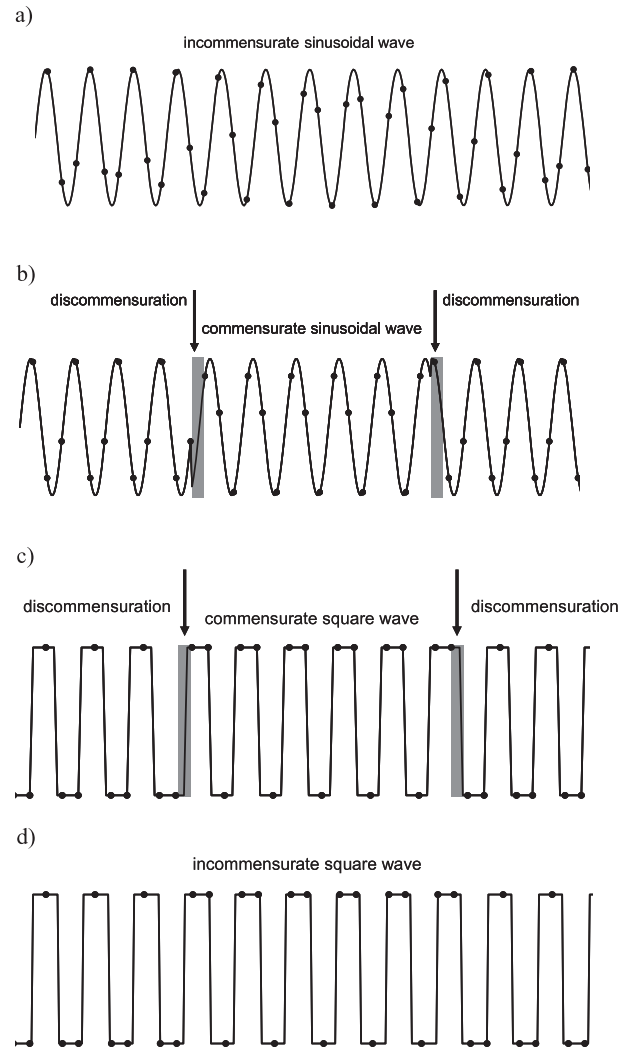 a)
incommensurate sinusoidal wave
b)
discommensuration
discommensuration
commensurate sinusoidal wave
c)
discommensuration
commensurate square wave
discommensuration
d)
incommensurate square wave